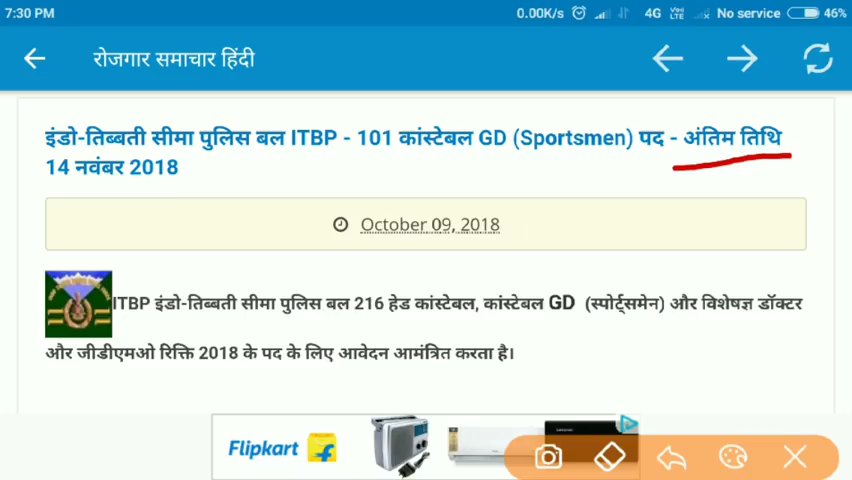 7:30 PM 0.00K/s 4G VoLTE No service 46%
रोजगार समाचार हिंदी
इंडो-तिब्बती सीमा पुलिस बल ITBP - 101 कांस्टेबल GD (Sportsmen) पद - अंतिम तिथि
14 नवंबर 2018
October 09, 2018
ITBP इंडो-तिब्बती सीमा पुलिस बल 216 हेड कांस्टेबल, कांस्टेबल GD (स्पोर्ट्समेन) और विशेषज्ञ डॉक्टर
और जीडीएमओ रिक्ति 2018 के पद के लिए आवेदन आमंत्रित करता है।
Flipkart